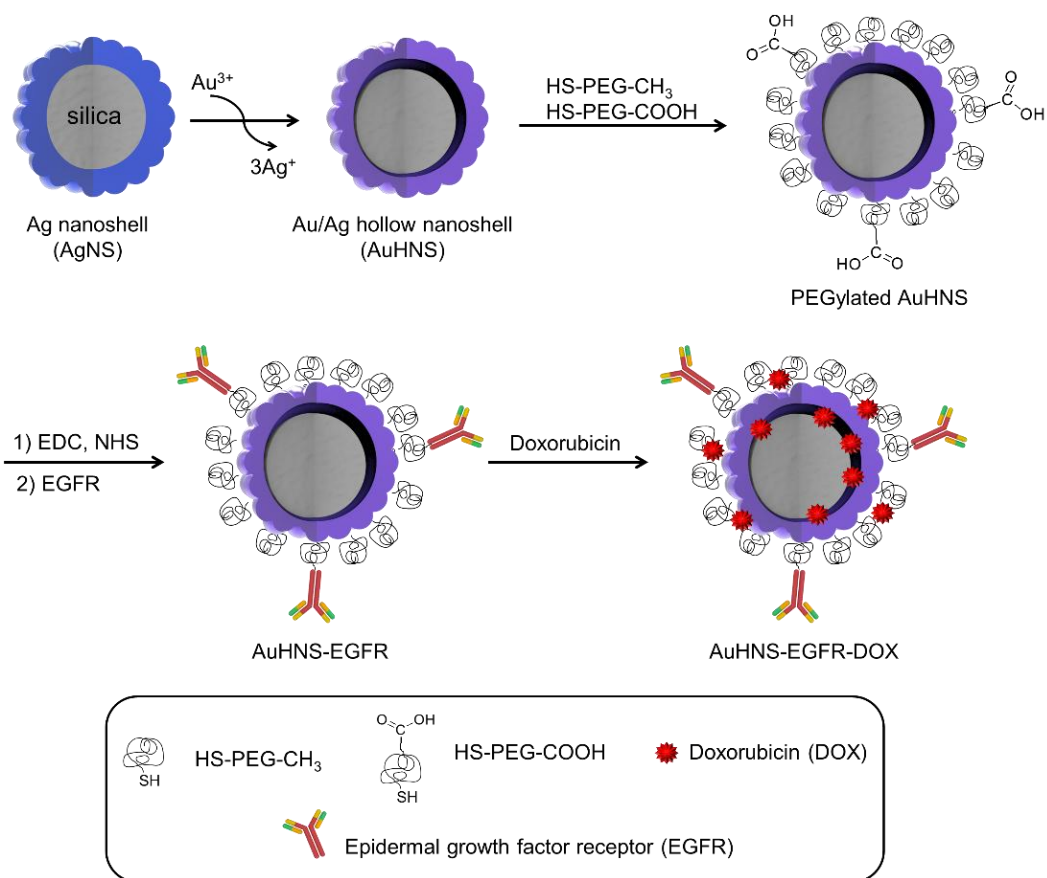 silica
Au³⁺
3Ag⁺
Ag nanoshell
(AgNS)
Au/Ag hollow nanoshell
(AuHNS)
HS-PEG-CH₃
HS-PEG-COOH
OH
O
C
O
C
OH
HO
C
O
PEGylated AuHNS
1) EDC, NHS
2) EGFR
AuHNS-EGFR
Doxorubicin
AuHNS-EGFR-DOX
SH
HS-PEG-CH₃
O
C
OH
SH
HS-PEG-COOH
Doxorubicin (DOX)
Epidermal growth factor receptor (EGFR)